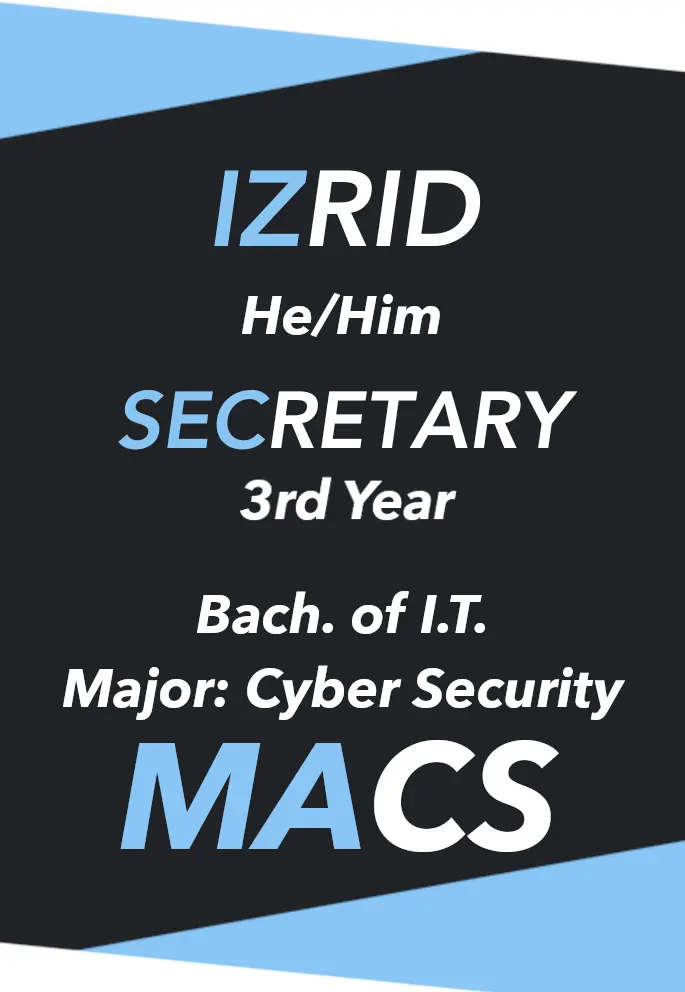 IZRID
He/Him
SECRETARY
3rd Year
Bach. of I.T.
Major: Cyber Security
MACS